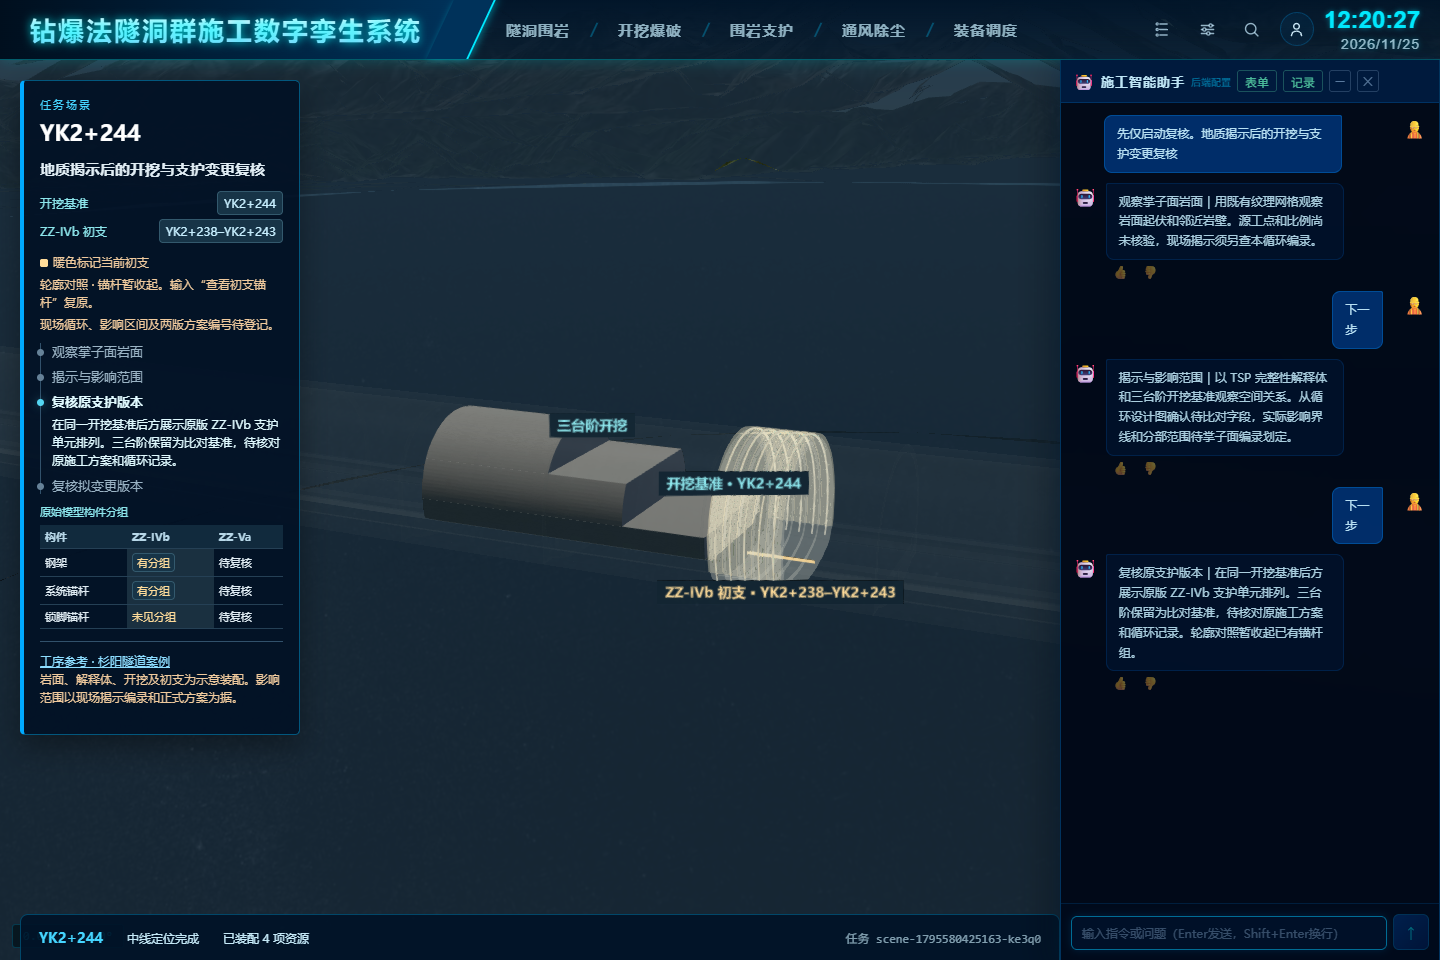 钻爆法隧洞群施工数字孪生系统
隧洞围岩 / 开挖爆破 / 围岩支护 / 通风除尘 / 装备调度
12:20:27
2026/11/25
任务场景
YK2+244
地质揭示后的开挖与支护变更复核
开挖基准 YK2+244
ZZ-IVb 初支 YK2+238—YK2+243
暖色标记当前初支
轮廓对照 · 锚杆暂收起。输入“查看初支锚
杆”复原。
现场循环、影响区间及两版方案编号待登记。
观察掌子面岩面
揭示与影响范围
复核原支护版本
在同一开挖基准后方展示原版 ZZ-IVb 支护
单元排列。三台阶保留为比对基准，待核对
原施工方案和循环记录。
复核拟变更版本
原始模型构件分组
构件 ZZ-IVb ZZ-Va
钢架 有分组 待复核
系统锚杆 有分组 待复核
锁脚锚杆 未见分组 待复核
工序参考 · 杉阳隧道案例
岩面、解释体、开挖及初支为示意装配。影响
范围以现场揭示编录和正式方案为据。
三台阶开挖
开挖基准 · YK2+244
ZZ-IVb 初支 · YK2+238—YK2+243
YK2+244 中线定位完成 已装配 4 项资源
任务 scene-1795580425163-ke3q0
施工智能助手 后端配置 表单 记录
先仅启动复核。地质揭示后的开挖与支
护变更复核
观察掌子面岩面 | 用既有纹理网格观察
岩面起伏和邻近岩壁。源工点和比例尚
未核验，现场揭示须另查本循环编录。
下一
步
揭示与影响范围 | 以 TSP 完整性解释体
和三台阶开挖基准观察空间关系。从循
环设计图确认待比对字段，实际影响界
线和分部范围待掌子面编录划定。
下一
步
复核原支护版本 | 在同一开挖基准后方
展示原版 ZZ-IVb 支护单元排列。三台
阶保留为比对基准，待核对原施工方案
和循环记录。轮廓对照暂收起已有锚杆
组。
输入指令或问题（Enter发送，Shift+Enter换行）